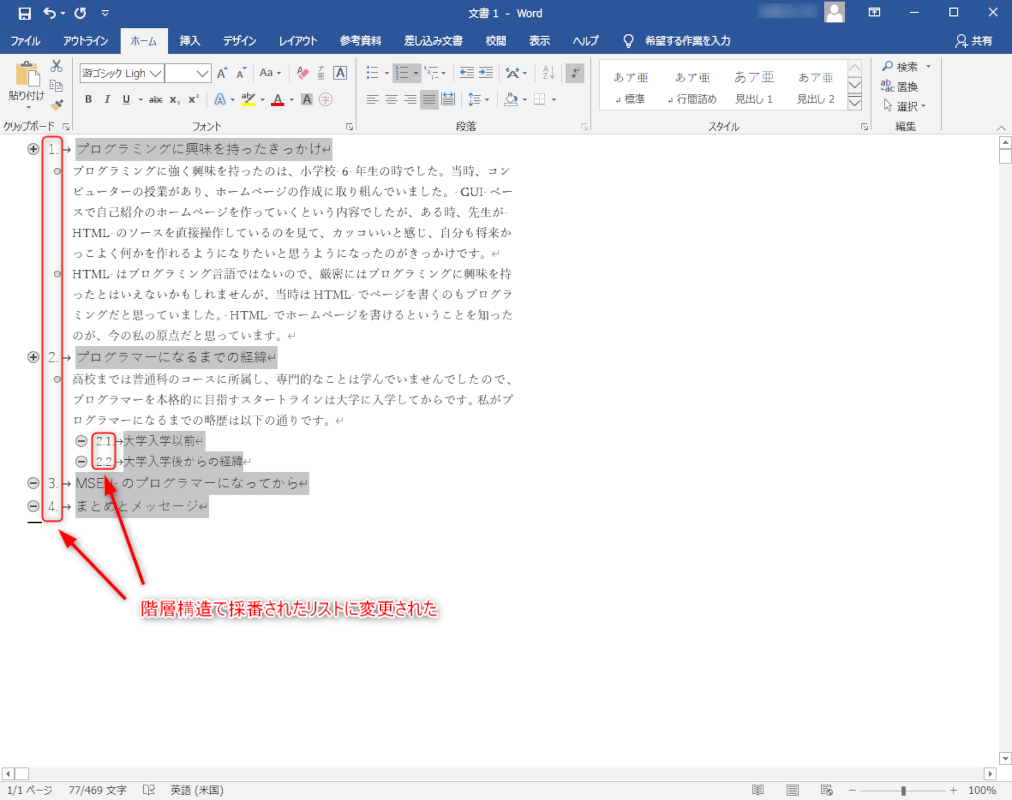 文書 1 - Word
ファイル アウトライン ホーム 挿入 デザイン レイアウト 参考資料 差し込み文書 校閲 表示 ヘルプ 希望する作業を入力 共有
貼り付け
游ゴシック Ligh
Aa
B I U abc X₂ X²
クリップボード フォント 段落 スタイル 編集
あア亜 あア亜 あア亜 あア亜
↲ 標準 ↲ 行間詰め 見出し 1 見出し 2
検索
置換
選択
1. プログラミングに興味を持ったきっかけ
プログラミングに強く興味を持ったのは、小学校 6 年生の時でした。当時、コン
ピューターの授業があり、ホームページの作成に取り組んでいました。 GUI ベー
スで自己紹介のホームページを作っていくという内容でしたが、ある時、先生が
HTML のソースを直接操作しているのを見て、カッコいいと感じ、自分も将来か
っこよく何かを作れるようになりたいと思うようになったのがきっかけです。
HTML はプログラミング言語ではないので、厳密にはプログラミングに興味を持
ったとはいえないかもしれませんが、当時は HTML でページを書くのもプログラ
ミングだと思っていました。 HTML でホームページを書けるということを知った
のが、今の私の原点だと思っています。
2. プログラマーになるまでの経緯
高校までは普通科のコースに所属し、専門的なことは学んでいませんでしたので、
プログラマーを本格的に目指すスタートラインは大学に入学してからです。私がプ
ログラマーになるまでの略歴は以下の通りです。
2.1. 大学入学以前
2.2. 大学入学後からの経緯
3. のプログラマーになってから
4. まとめとメッセージ
階層構造で採番されたリストに変更された
1/1 ページ 77/469 文字 英語 (米国) 100%